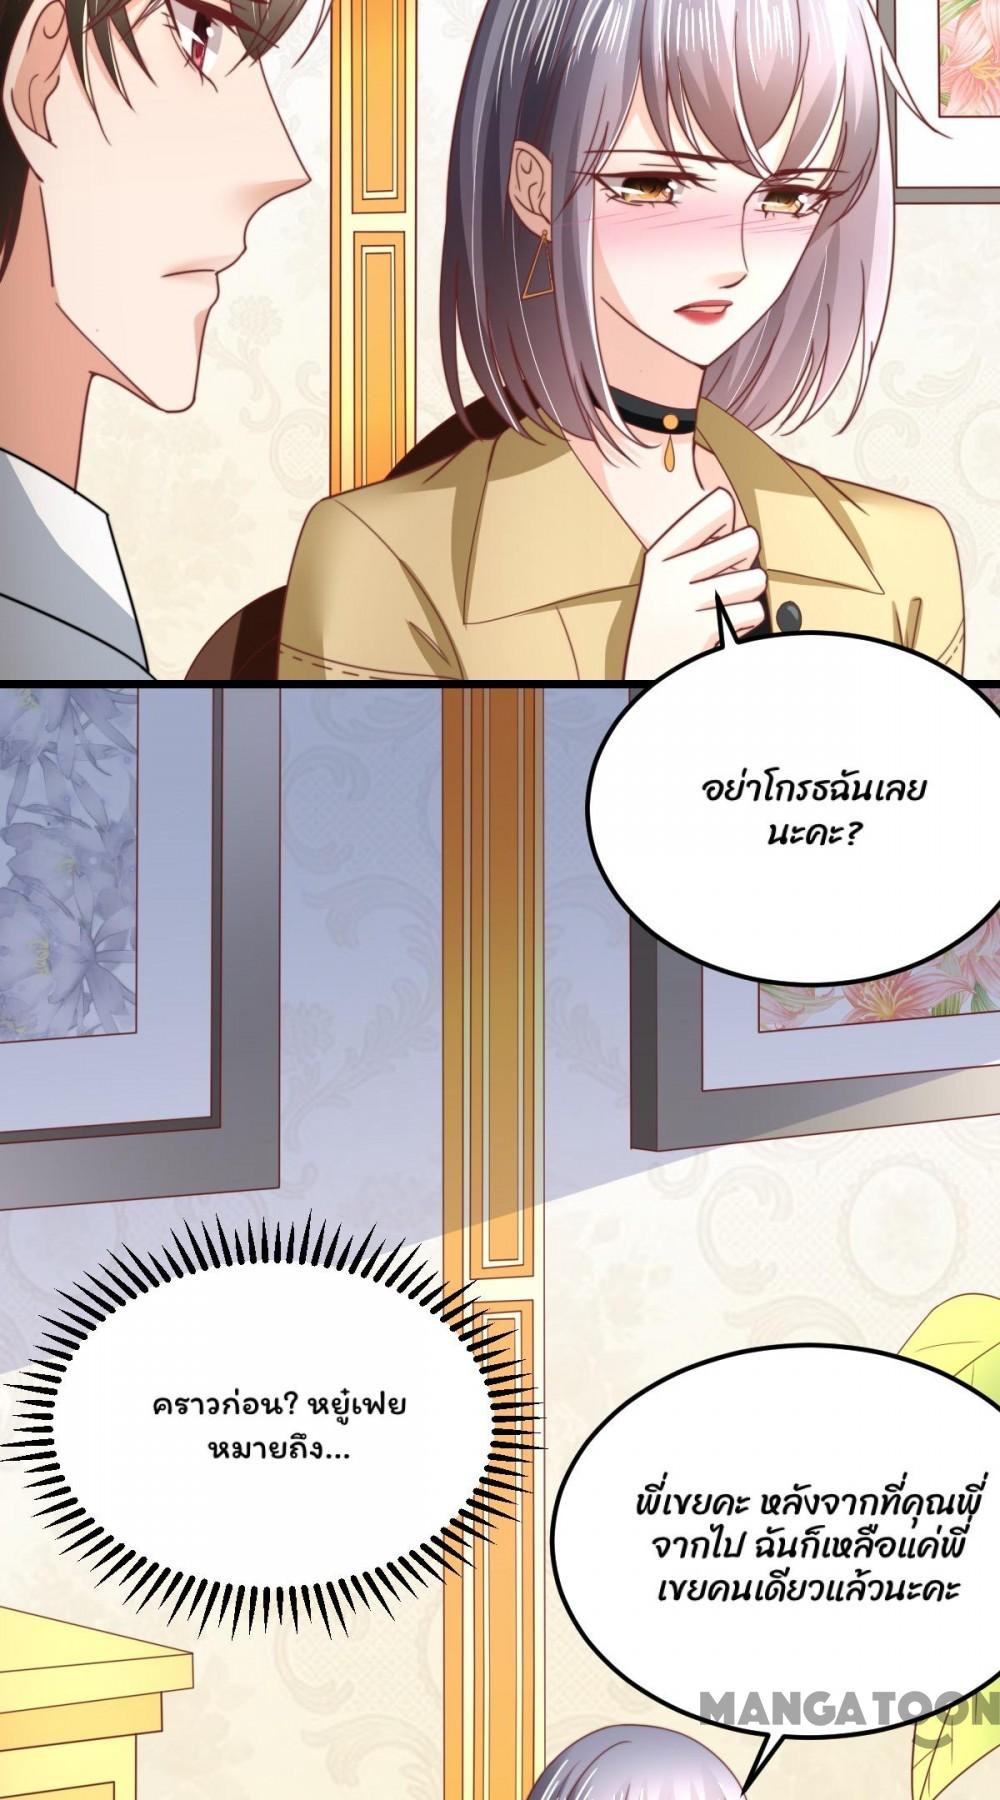 อย่าโกรธฉันเลย
นะคะ?
คราวก่อน? หยู๋เฟย
หมายถึง...
พี่เขยคะ หลังจากที่คุณพี่
จากไป ฉันก็เหลือแค่พี่
เขยคนเดียวแล้วนะคะ
MANGATOON